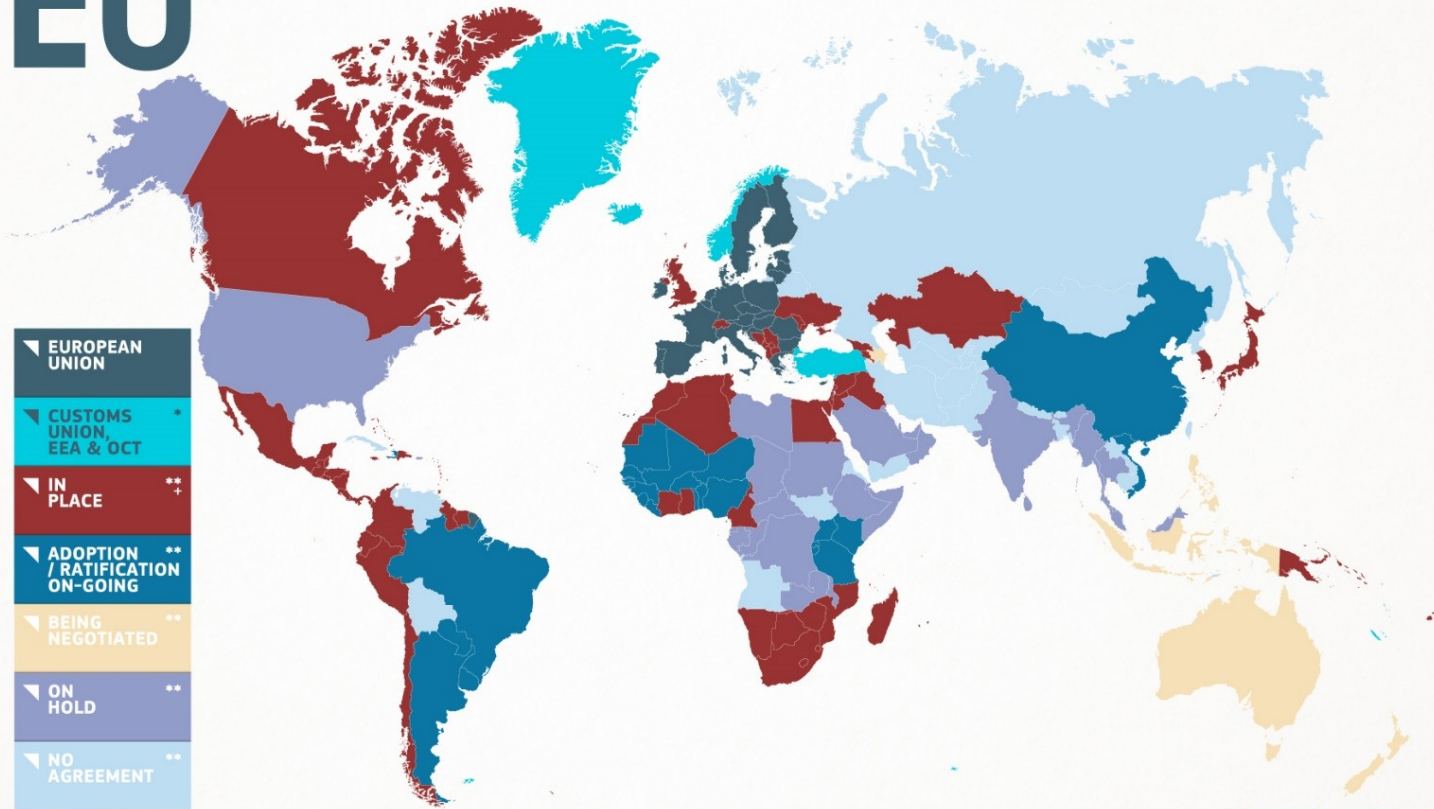 EU
EUROPEAN
UNION
CUSTOMS *
UNION,
EEA & OCT
IN **
PLACE +
ADOPTION **
/ RATIFICATION
ON-GOING
BEING **
NEGOTIATED
ON **
HOLD
NO **
AGREEMENT